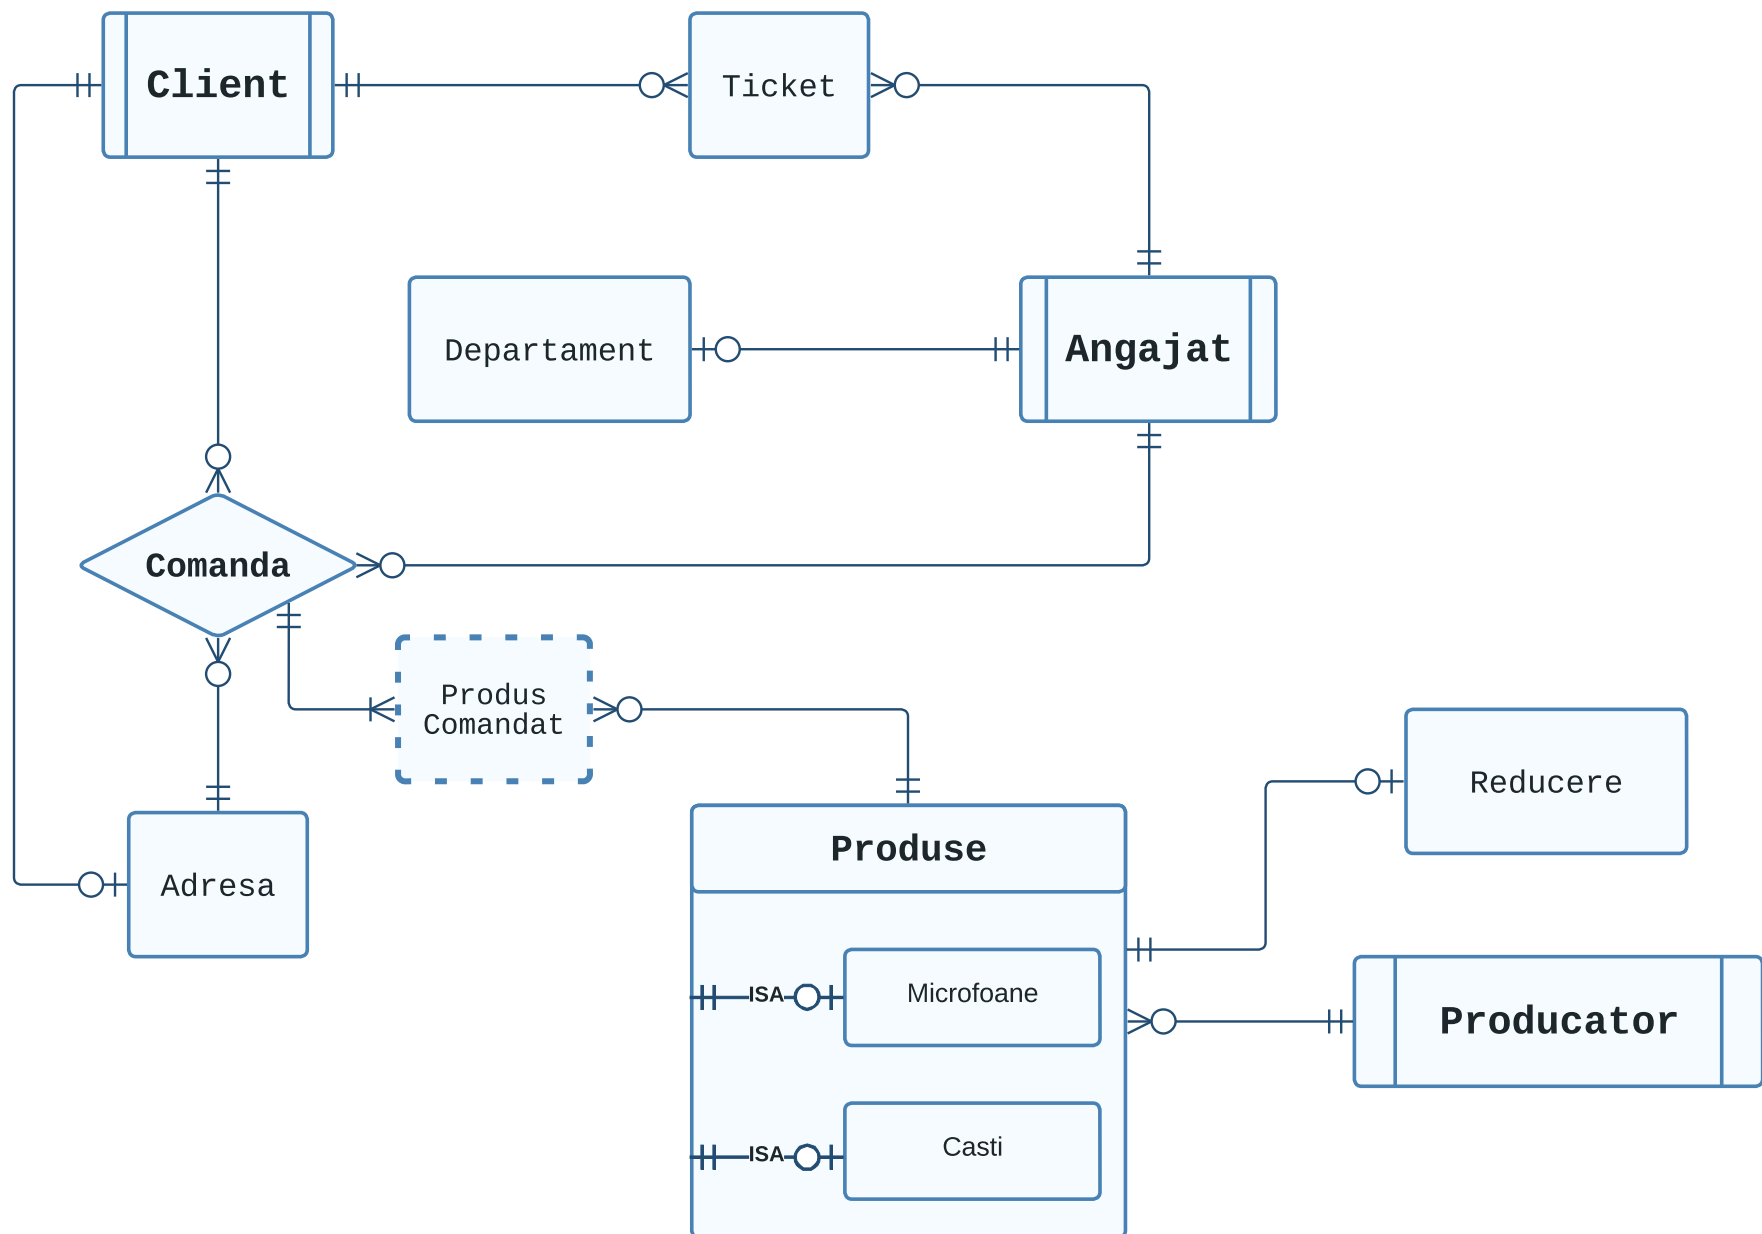 Client
Ticket
Departament
Angajat
Comanda
Produs
Comandat
Reducere
Produse
Adresa
ISA
Microfoane
Producator
ISA
Casti